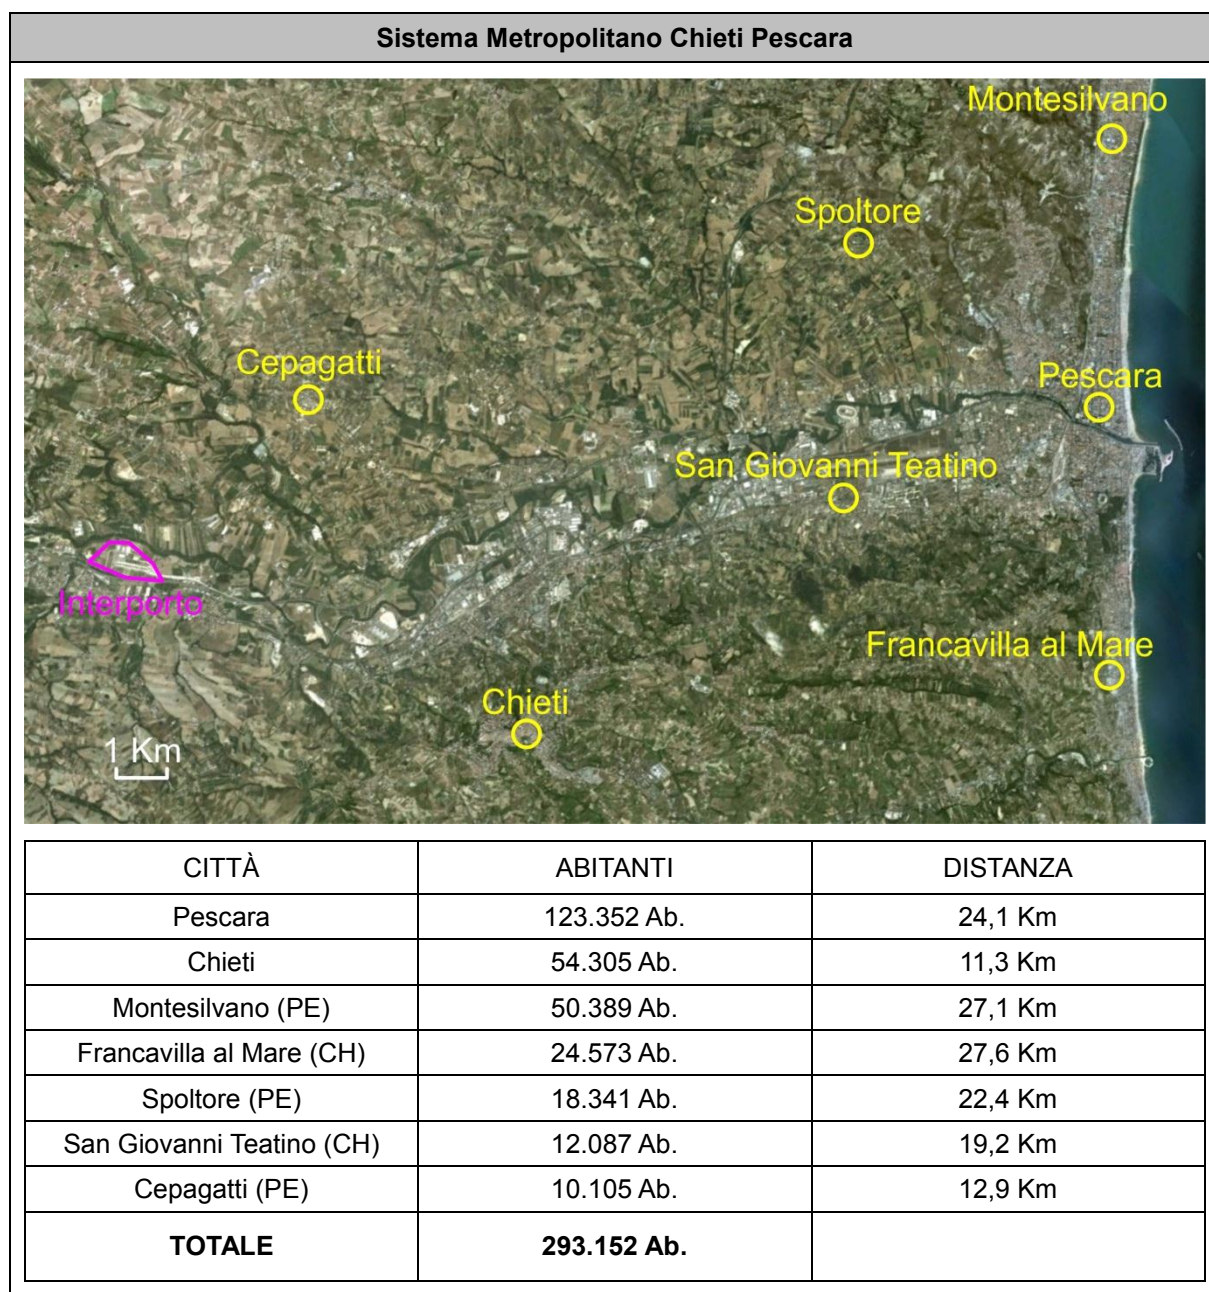 Sistema Metropolitano Chieti Pescara
Montesilvano
Spoltore
Cepagatti
Pescara
San Giovanni Teatino
Interporto
Francavilla al Mare
Chieti
1 Km
CITTÀ ABITANTI DISTANZA
Pescara 123.352 Ab. 24,1 Km
Chieti 54.305 Ab. 11,3 Km
Montesilvano (PE) 50.389 Ab. 27,1 Km
Francavilla al Mare (CH) 24.573 Ab. 27,6 Km
Spoltore (PE) 18.341 Ab. 22,4 Km
San Giovanni Teatino (CH) 12.087 Ab. 19,2 Km
Cepagatti (PE) 10.105 Ab. 12,9 Km
TOTALE 293.152 Ab.